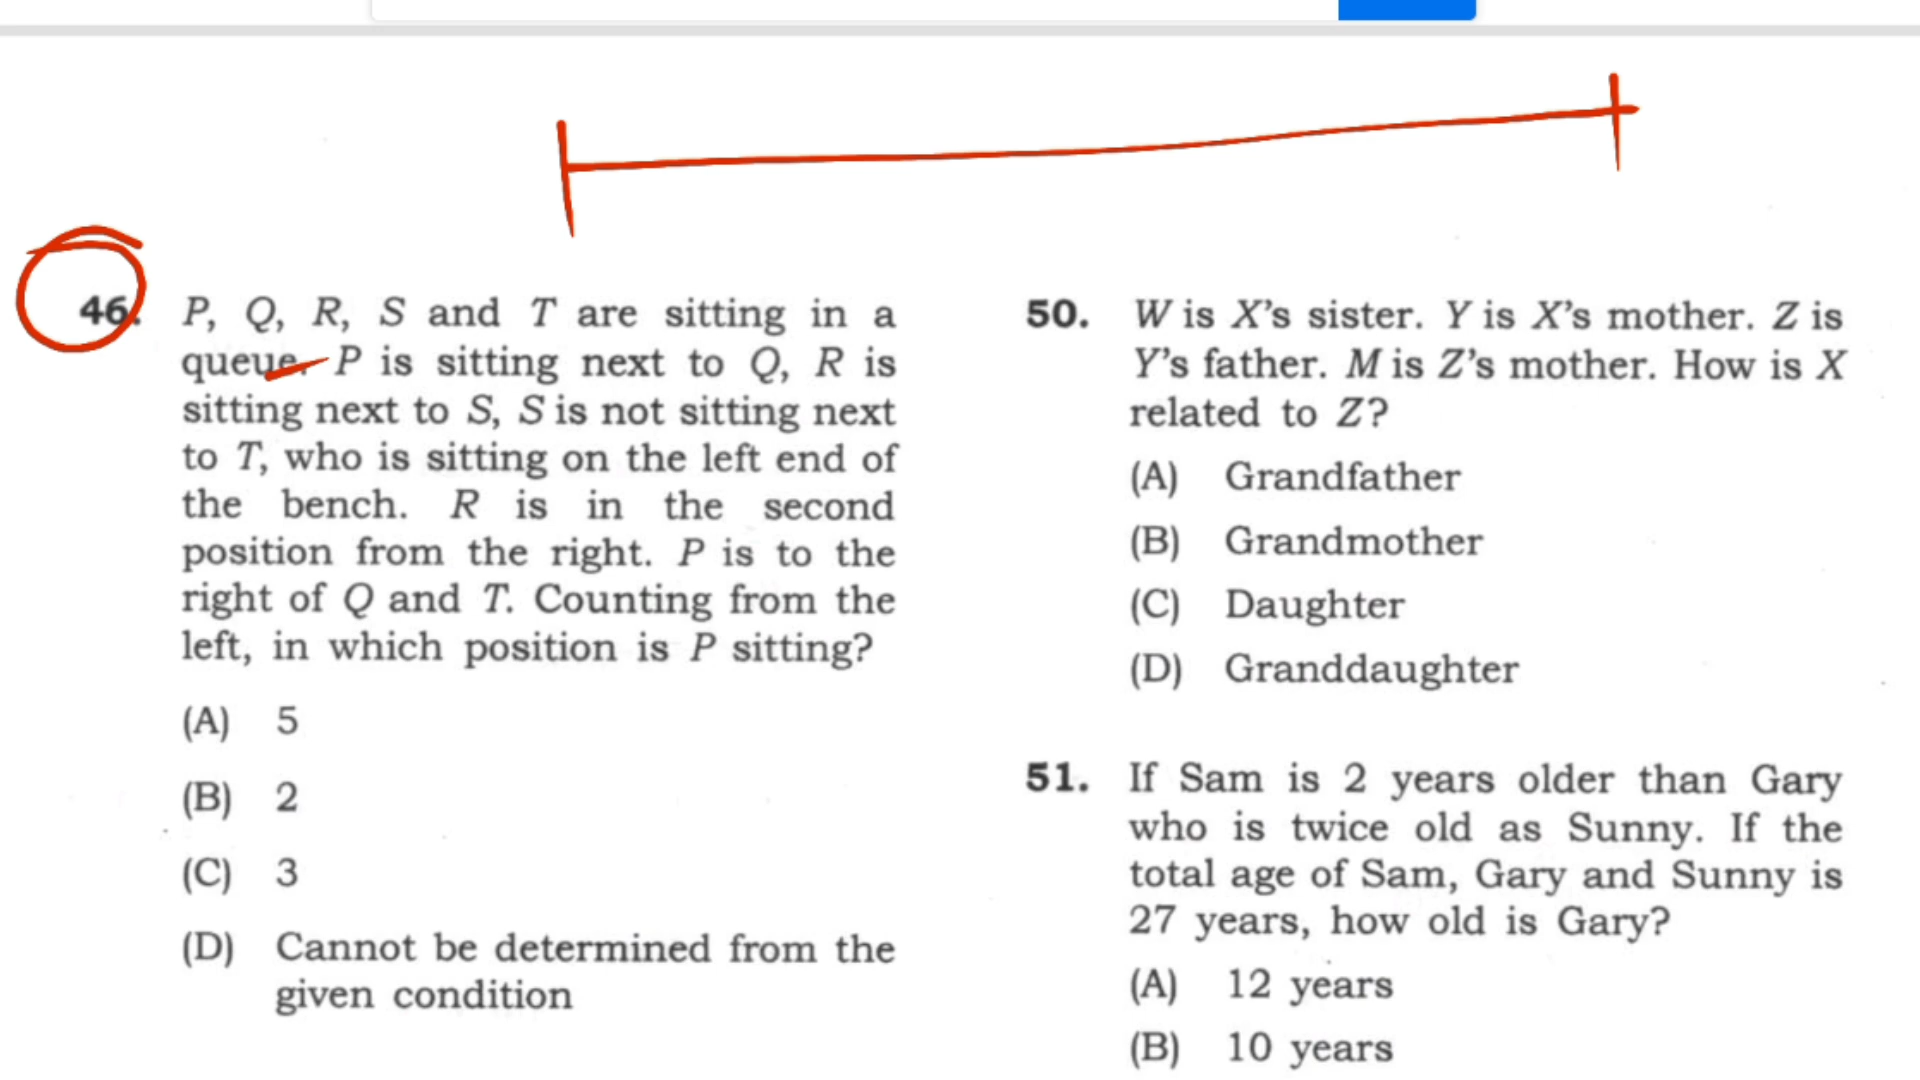 46. P, Q, R, S and T are sitting in a
queue. P is sitting next to Q, R is
sitting next to S, S is not sitting next
to T, who is sitting on the left end of
the bench. R is in the second
position from the right. P is to the
right of Q and T. Counting from the
left, in which position is P sitting?
(A) 5
(B) 2
(C) 3
(D) Cannot be determined from the
given condition
50. W is X's sister. Y is X's mother. Z is
Y's father. M is Z's mother. How is X
related to Z?
(A) Grandfather
(B) Grandmother
(C) Daughter
(D) Granddaughter
51. If Sam is 2 years older than Gary
who is twice old as Sunny. If the
total age of Sam, Gary and Sunny is
27 years, how old is Gary?
(A) 12 years
(B) 10 years